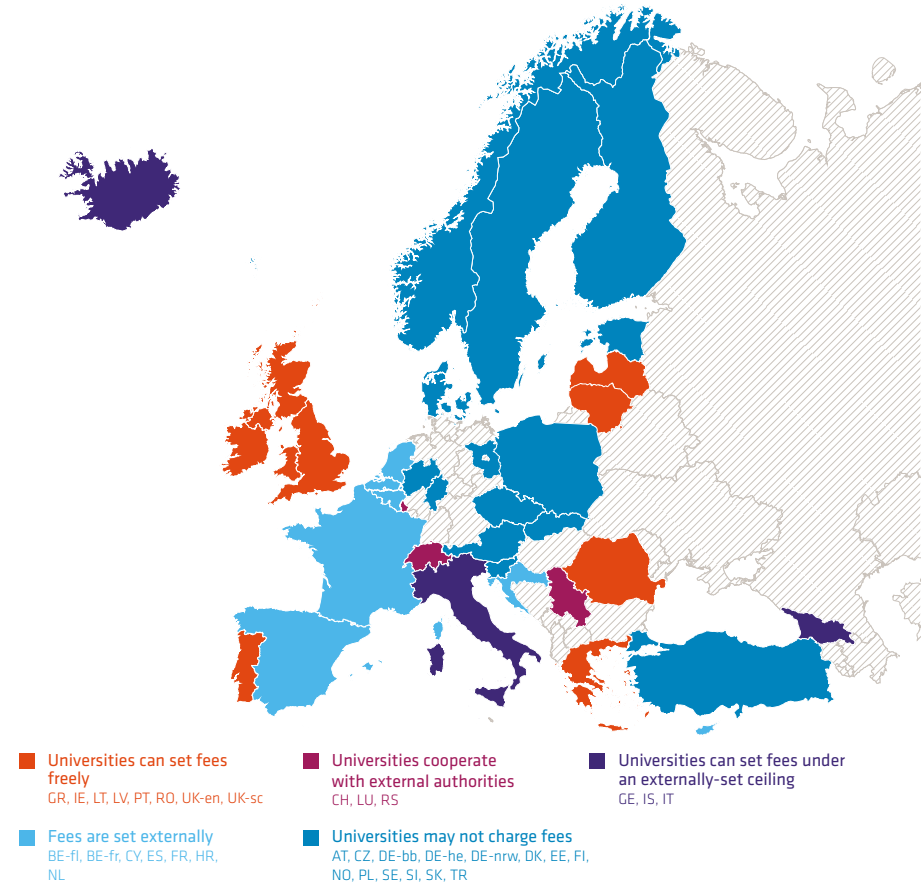 Universities can set fees
freely
GR, IE, LT, LV, PT, RO, UK-en, UK-sc
Universities cooperate
with external authorities
CH, LU, RS
Universities can set fees under
an externally-set ceiling
GE, IS, IT
Fees are set externally
BE-fl, BE-fr, CY, ES, FR, HR,
NL
Universities may not charge fees
AT, CZ, DE-bb, DE-he, DE-nrw, DK, EE, FI,
NO, PL, SE, SI, SK, TR